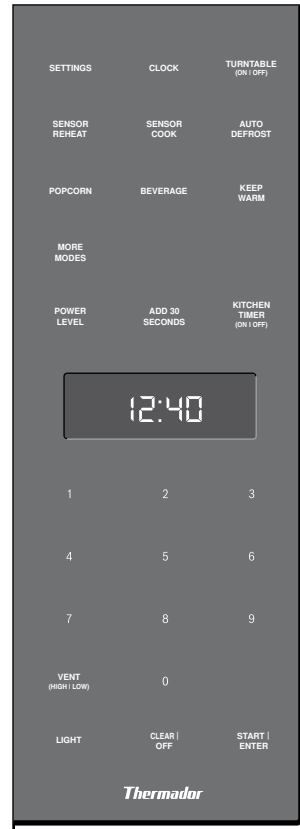 SETTINGS CLOCK TURNTABLE
(ON | OFF)
SENSOR SENSOR AUTO
REHEAT COOK DEFROST
POPCORN BEVERAGE KEEP
WARM
MORE
MODES
POWER ADD 30 KITCHEN
LEVEL SECONDS TIMER
(ON | OFF)
12:40
1 2 3
4 5 6
7 8 9
VENT 0
(HIGH | LOW)
LIGHT CLEAR | START |
OFF ENTER
Thermador